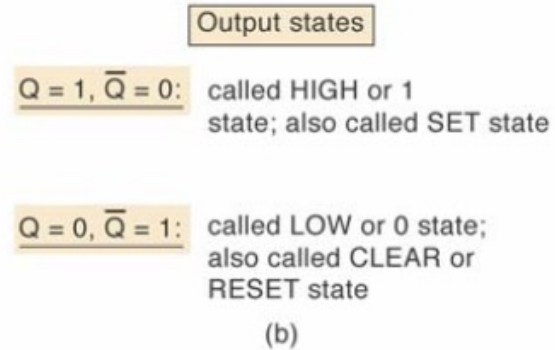 Output states
Q = 1, Q̅ = 0: called HIGH or 1
state; also called SET state
Q = 0, Q̅ = 1: called LOW or 0 state;
also called CLEAR or
RESET state
(b)